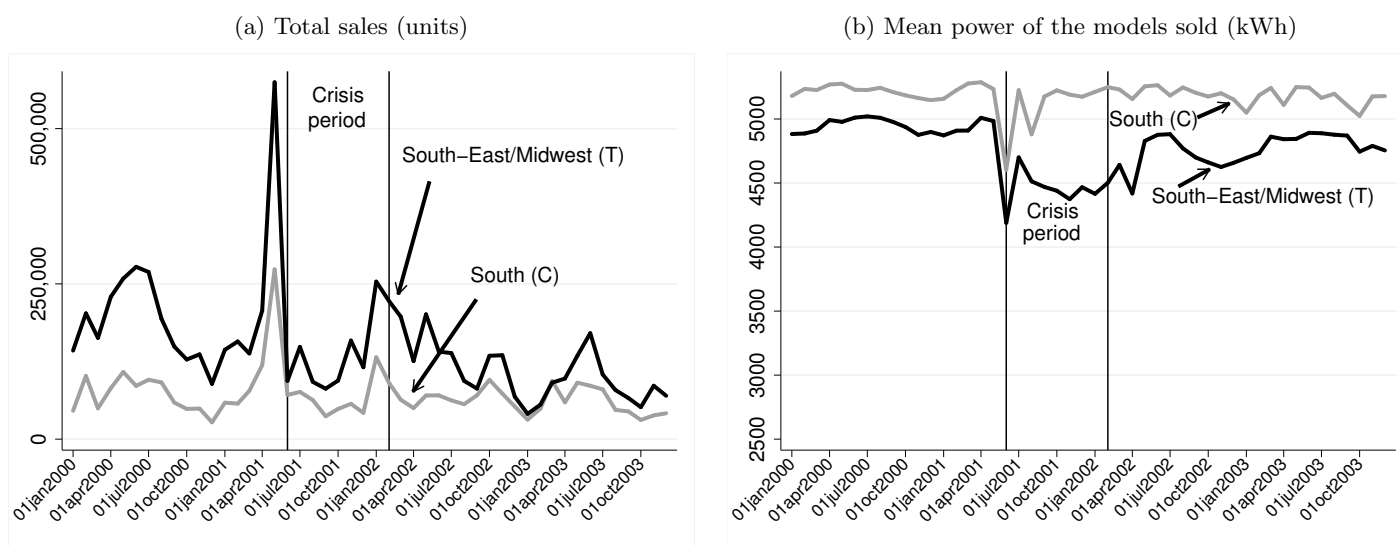 (a) Total sales (units)
500,000
250,000
0
Crisis
period
South−East/Midwest (T)
South (C)
01jan2000
01apr2000
01jul2000
01oct2000
01jan2001
01apr2001
01jul2001
01oct2001
01jan2002
01apr2002
01jul2002
01oct2002
01jan2003
01apr2003
01jul2003
01oct2003
(b) Mean power of the models sold (kWh)
5000
4500
4000
3500
3000
2500
South (C)
South−East/Midwest (T)
Crisis
period
01jan2000
01apr2000
01jul2000
01oct2000
01jan2001
01apr2001
01jul2001
01oct2001
01jan2002
01apr2002
01jul2002
01oct2002
01jan2003
01apr2003
01jul2003
01oct2003